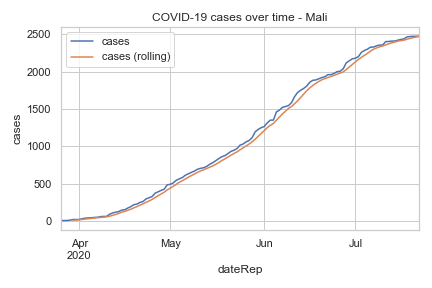 COVID-19 cases over time - Mali
cases
cases (rolling)
2500
2000
1500
1000
500
0
cases
Apr
2020
May
Jun
Jul
dateRep